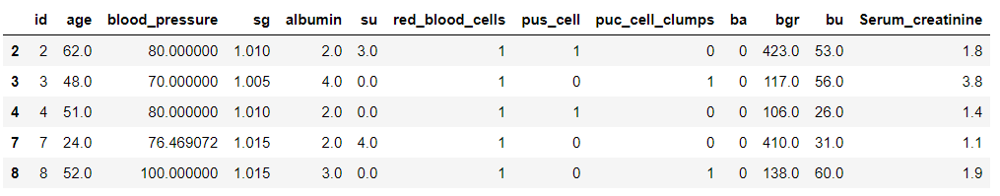 id age blood_pressure sg albumin su red_blood_cells pus_cell puc_cell_clumps ba bgr bu Serum_creatinine
2 2 62.0 80.000000 1.010 2.0 3.0 1 1 0 0 423.0 53.0 1.8
3 3 48.0 70.000000 1.005 4.0 0.0 1 0 1 0 117.0 56.0 3.8
4 4 51.0 80.000000 1.010 2.0 0.0 1 1 0 0 106.0 26.0 1.4
7 7 24.0 76.469072 1.015 2.0 4.0 1 0 0 0 410.0 31.0 1.1
8 8 52.0 100.000000 1.015 3.0 0.0 1 0 1 0 138.0 60.0 1.9